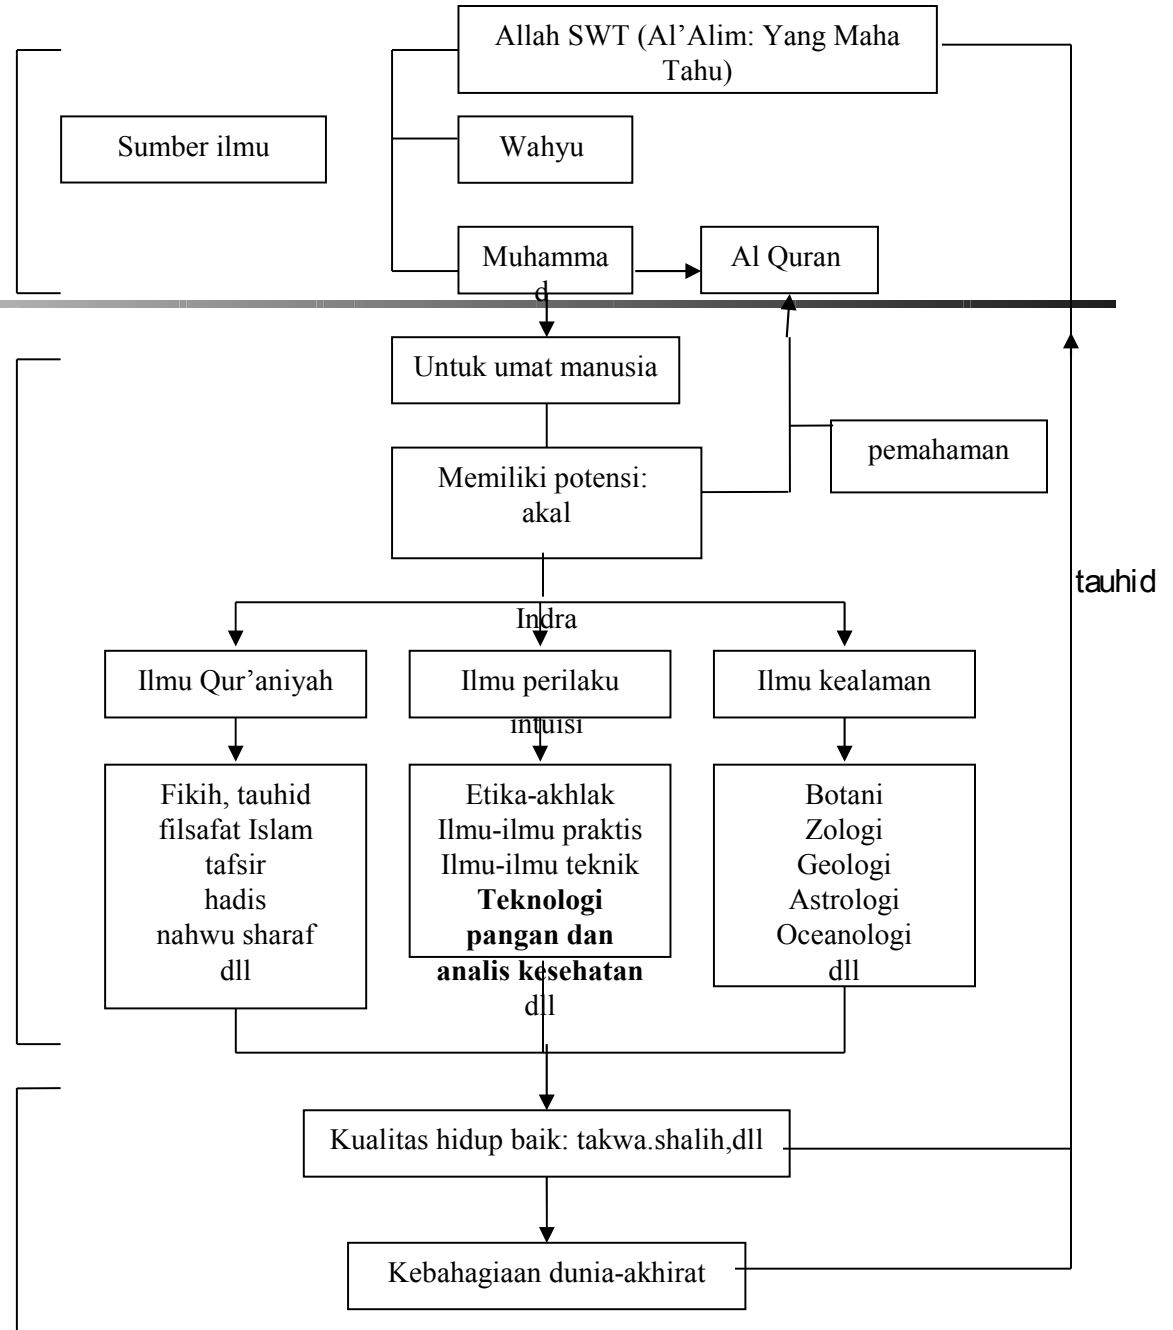 Allah SWT (Al’Alim: Yang Maha
Tahu)
Sumber ilmu
Wahyu
Muhamma
d
Al Quran
Untuk umat manusia
pemahaman
Memiliki potensi:
akal
tauhid
Indra
Ilmu Qur’aniyah
Ilmu perilaku
Ilmu kealaman
intuisi
Fikih, tauhid
filsafat Islam
tafsir
hadis
nahwu sharaf
dll
Etika-akhlak
Ilmu-ilmu praktis
Ilmu-ilmu teknik
Teknologi
pangan dan
analis kesehatan
dll
Botani
Zologi
Geologi
Astrologi
Oceanologi
dll
Kualitas hidup baik: takwa.shalih,dll
Kebahagiaan dunia-akhirat